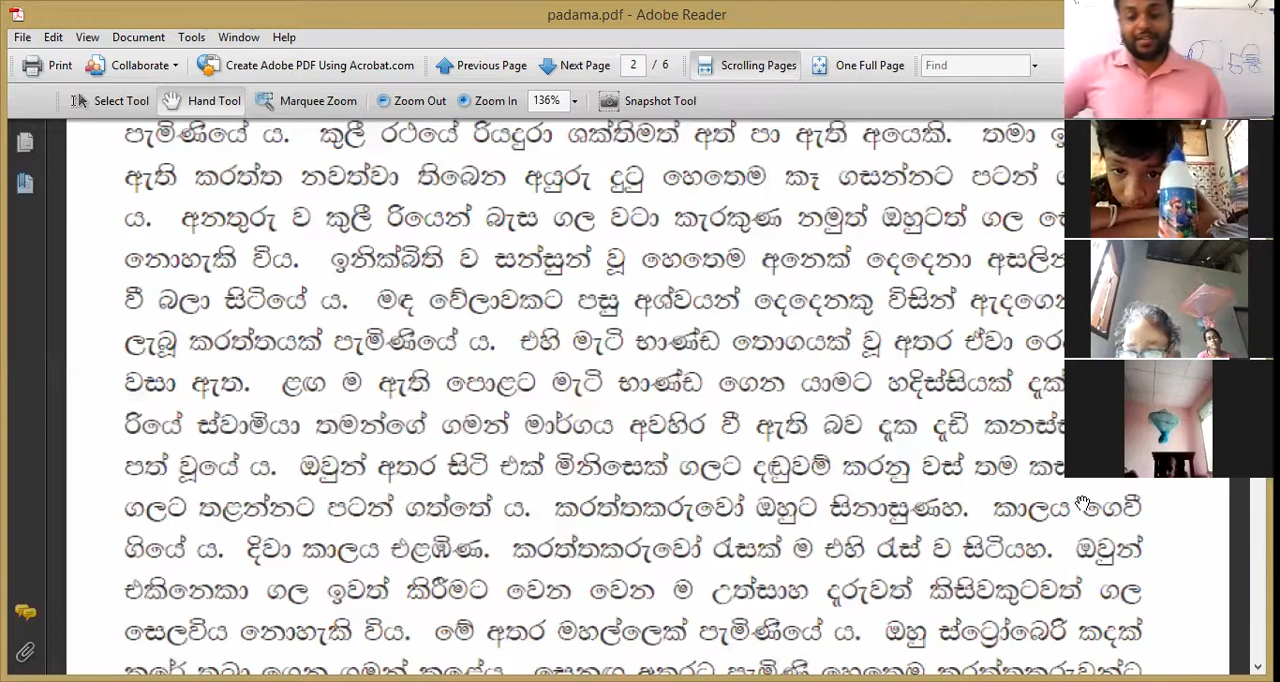 padama.pdf - Adobe Reader
File Edit View Document Tools Window Help
Print Collaborate Create Adobe PDF Using Acrobat.com Previous Page Next Page 2 / 6 Scrolling Pages One Full Page Find
Select Tool Hand Tool Marquee Zoom Zoom Out Zoom In 136% Snapshot Tool
පැමිණියේ ය. කුලී රථයේ රියදුරා ශක්තිමත් අත් පා ඇති අයෙකි. තමා
ඇති කරත්ත නවත්වා තිබෙන අයුරු දුටු හෙතෙම කෑ ගසන්නට පටන්
ය. අනතුරු ව කුලී රියෙන් බැස ගල වටා කැරකුණ නමුත් ඔහුටත් ගල
නොහැකි විය. ඉනික්බිති ව සන්සුන් වූ හෙතෙම අනෙක් දෙදෙනා
වී බලා සිටියේ ය. මඳ වේලාවකට පසු අශ්වයන් දෙදෙනකු විසින්
ලැබූ කරත්තයක් පැමිණියේ ය. එහි මැටි භාණ්ඩ තොගයක් වූ අතර ඒවා
වසා ඇත. ළඟ ම ඇති පොළට මැටි භාණ්ඩ ගෙන යාමට හදිස්සියක්
රියේ ස්වාමියා තමන්ගේ ගමන් මාර්ගය අවහිර වී ඇති බව දැක දැඩි
පත් වූයේ ය. ඔවුන් අතර සිටි එක් මිනිසෙක් ගලට දඬුවම් කරනු වස් තම
ගලට තළන්නට පටන් ගත්තේ ය. කරත්තකරුවෝ ඔහුට සිනාසුණහ. කාලය ගෙවී
ගියේ ය. දිවා කාලය එළඹිණ. කරත්තකරුවෝ රැසක් ම එහි රැස් ව සිටියහ. ඔවුන්
එකිනෙකා ගල ඉවත් කිරීමට වෙන වෙන ම උත්සාහ දැරුවත් කිසිවකුටවත් ගල
සෙලවිය නොහැකි විය. මේ අතර මහල්ලෙක් පැමිණියේ ය. ඔහු ස්ට්‍රෝබෙරි කදක්